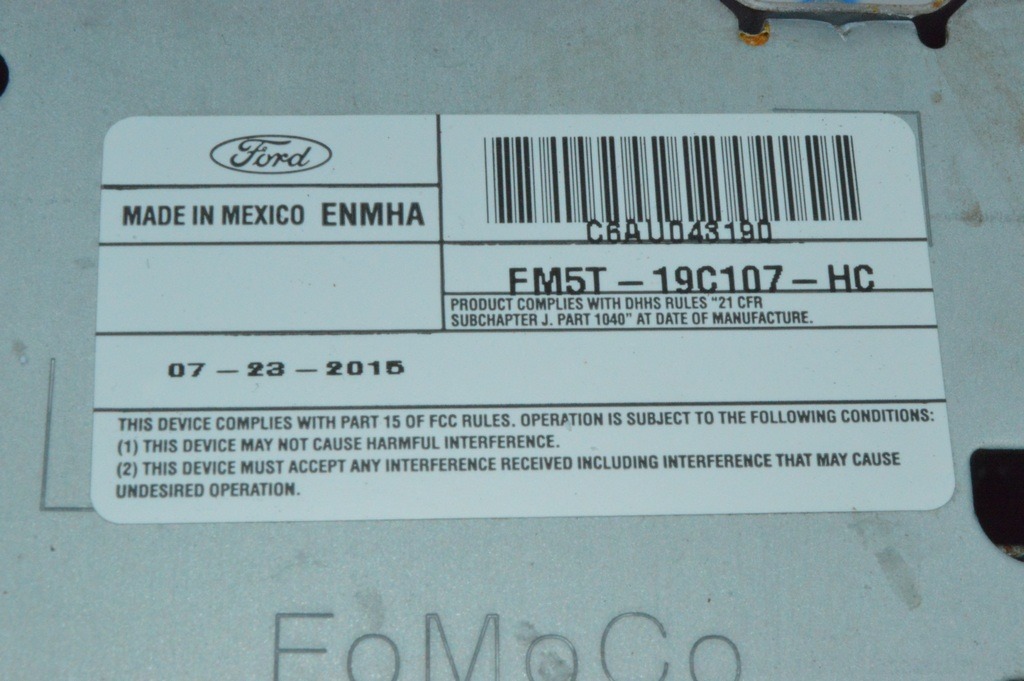 Ford
MADE IN MEXICO ENMHA
C6AU043190
FM5T-19C107-HC
PRODUCT COMPLIES WITH DHHS RULES "21 CFR
SUBCHAPTER J. PART 1040" AT DATE OF MANUFACTURE.
07-23-2015
THIS DEVICE COMPLIES WITH PART 15 OF FCC RULES. OPERATION IS SUBJECT TO THE FOLLOWING CONDITIONS:
(1) THIS DEVICE MAY NOT CAUSE HARMFUL INTERFERENCE.
(2) THIS DEVICE MUST ACCEPT ANY INTERFERENCE RECEIVED INCLUDING INTERFERENCE THAT MAY CAUSE
UNDESIRED OPERATION.
FoMoCo